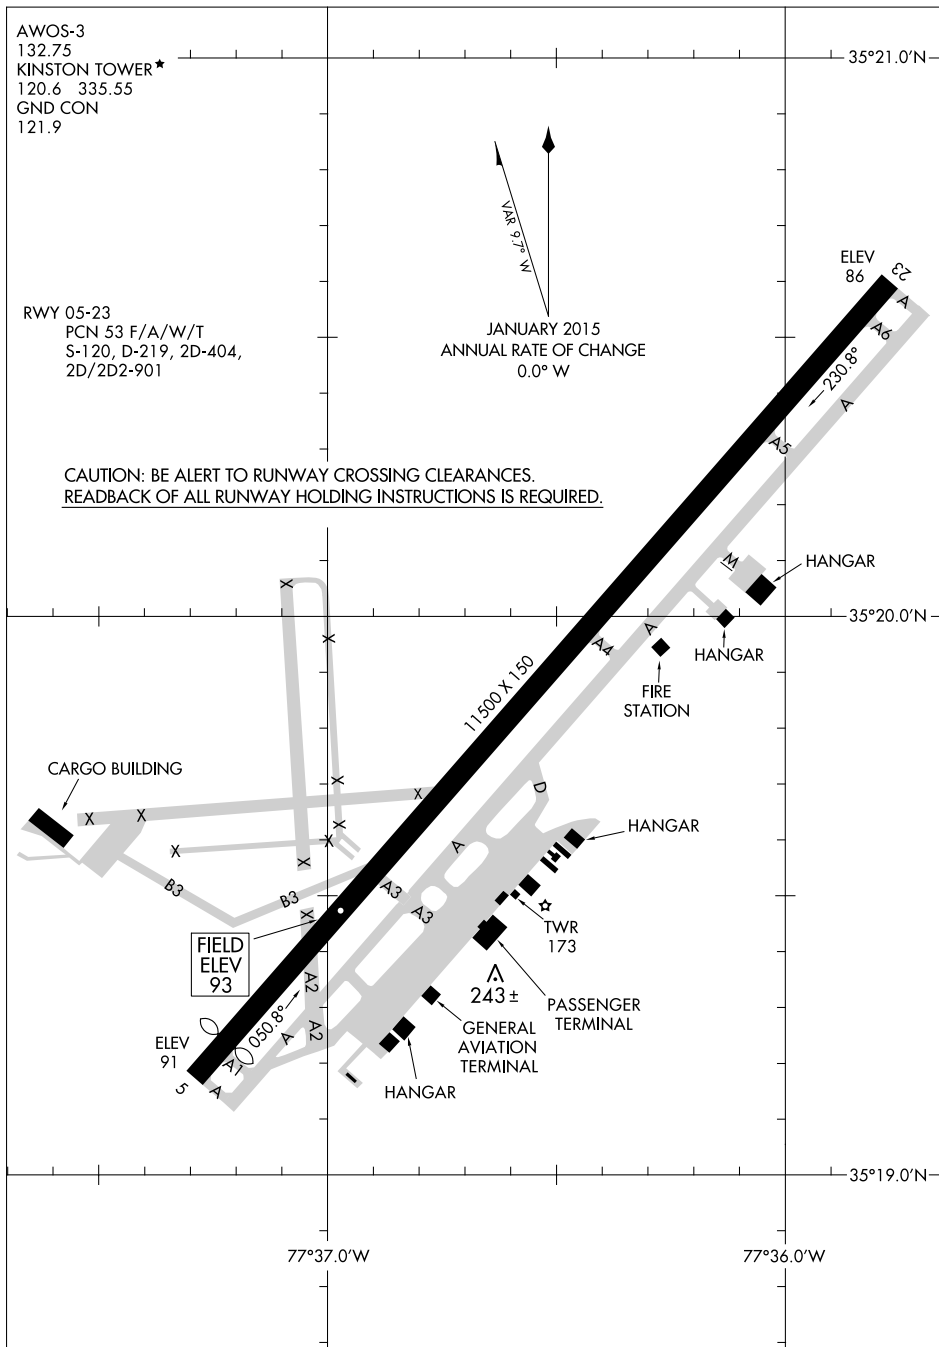 AWOS-3
132.75
KINSTON TOWER★
120.6 335.55
GND CON
121.9
35°21.0'N
VAR 9.7° W
JANUARY 2015
ANNUAL RATE OF CHANGE
0.0° W
ELEV
86
23
A
A6
RWY 05-23
PCN 53 F/A/W/T
S-120, D-219, 2D-404,
2D/2D2-901
230.8°
A
A5
CAUTION: BE ALERT TO RUNWAY CROSSING CLEARANCES.
READBACK OF ALL RUNWAY HOLDING INSTRUCTIONS IS REQUIRED.
M
HANGAR
X
35°20.0'N
X
A
A4
HANGAR
11500 X 150
FIRE
STATION
CARGO BUILDING
X
X
D
X
X
X
HANGAR
X
X
A
X
X
B3
B3
A3
A3
X
TWR
173
FIELD
ELEV
93
A2
243±
PASSENGER
TERMINAL
050.8°
A2
A
GENERAL
AVIATION
TERMINAL
ELEV
91
A1
5
A
HANGAR
35°19.0'N
77°37.0'W
77°36.0'W